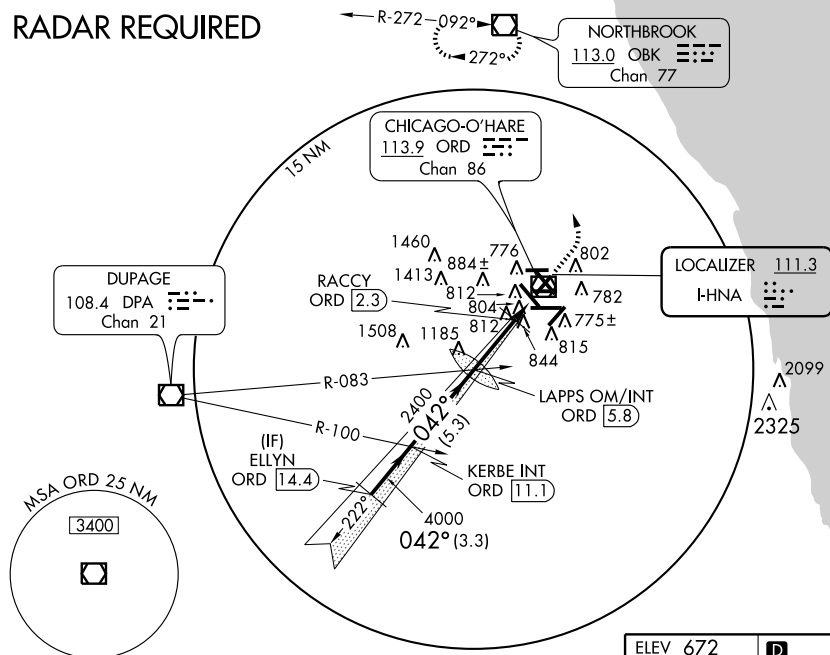 RADAR REQUIRED
R-272
092°
272°
NORTHBROOK
113.0 OBK
Chan 77
15 NM
CHICAGO-O'HARE
113.9 ORD
Chan 86
1460
1413
884±
776
802
LOCALIZER 111.3
I-HNA
DUPAGE
108.4 DPA
Chan 21
RACCY
ORD 2.3
812
804
812
782
775±
815
844
1508
1185
2099
2325
R-083
LAPPS OM/INT
ORD 5.8
2400
042°
(5.3)
R-100
(IF)
ELLYN
ORD 14.4
KERBE INT
ORD 11.1
222°
4000
042° (3.3)
MSA ORD 25 NM
3400
ELEV 672
D